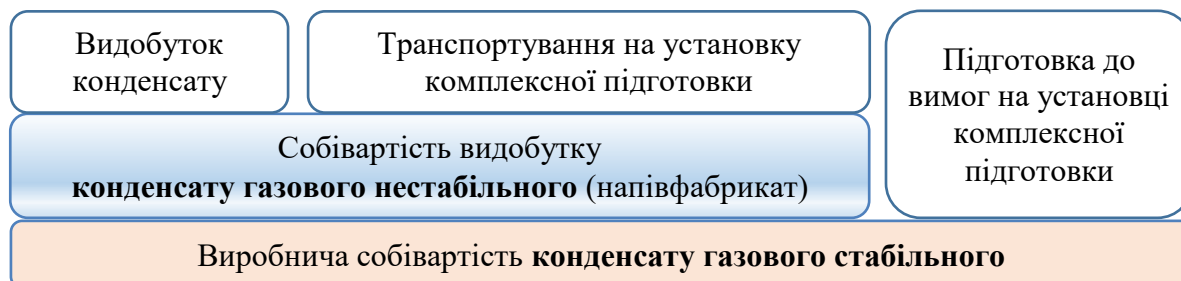 Видобуток
конденсату
Транспортування на установку
комплексної підготовки
Підготовка до
вимог на установці
комплексної
підготовки
Собівартість видобутку
конденсату газового нестабільного (напівфабрикат)
Виробнича собівартість конденсату газового стабільного